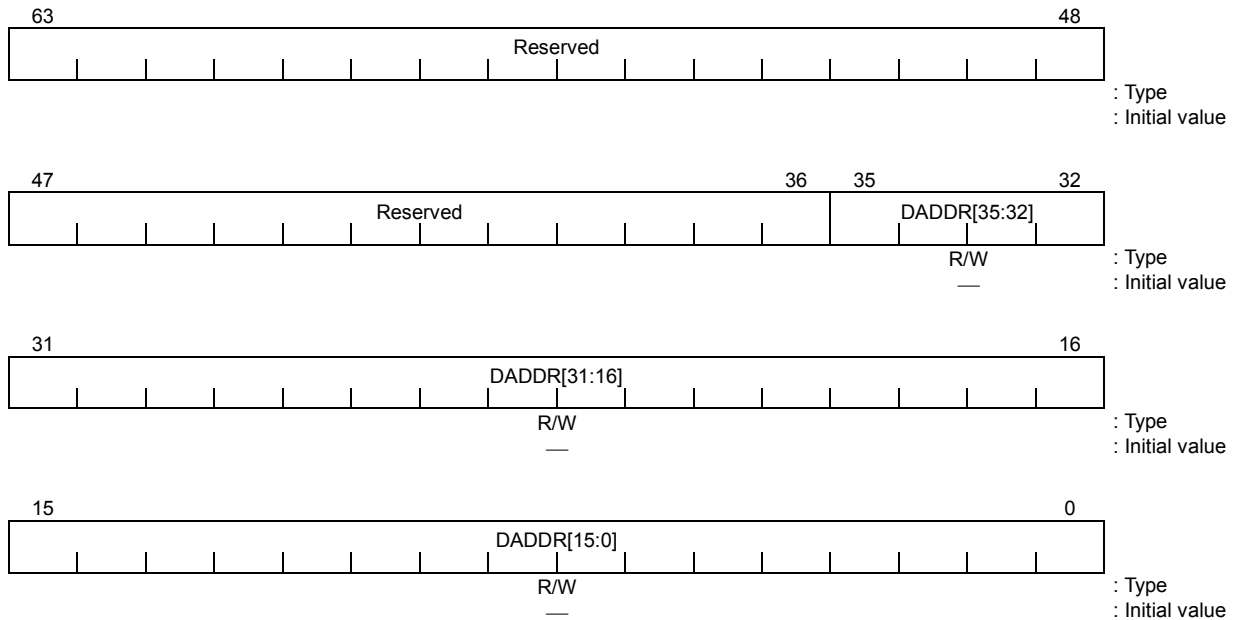 63 48
Reserved
: Type
: Initial value
47 36 35 32
Reserved DADDR[35:32]
R/W : Type
— : Initial value
31 16
DADDR[31:16]
R/W : Type
— : Initial value
15 0
DADDR[15:0]
R/W : Type
— : Initial value